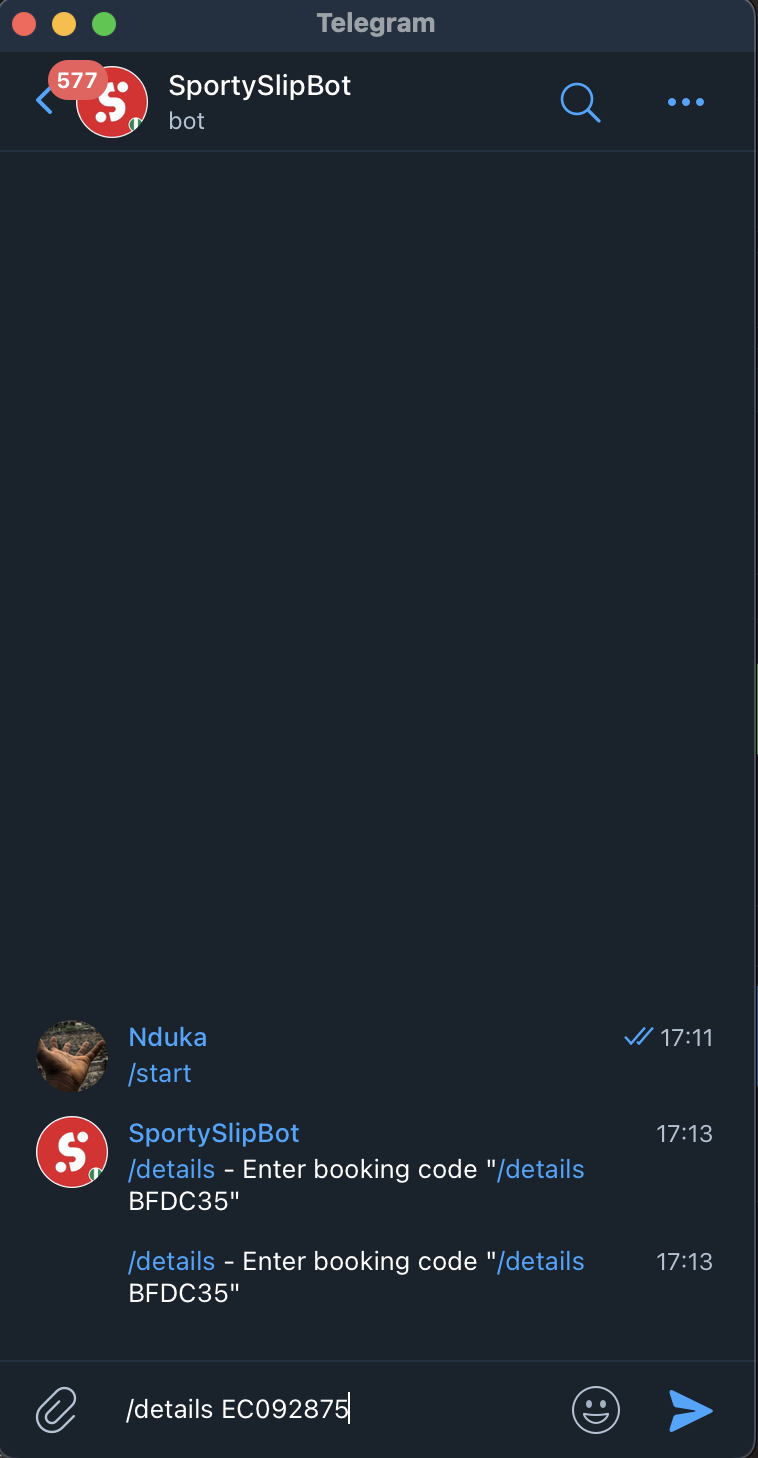 Telegram
577
SportySlipBot
bot
Nduka
17:11
/start
SportySlipBot
17:13
/details - Enter booking code "/details
BFDC35"
/details - Enter booking code "/details
17:13
BFDC35"
/details EC092875